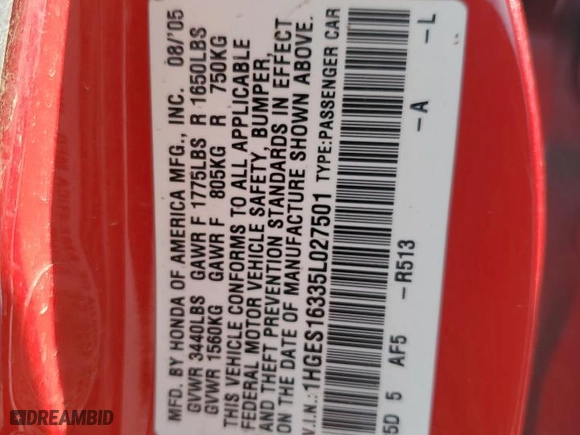 MFD. BY HONDA OF AMERICA MFG., INC. 08/'05
GVWR 3440LBS GAWR F 1775LBS R 1650LBS
GVWR 1560KG GAWR F 805KG R 750KG
THIS VEHICLE CONFORMS TO ALL APPLICABLE
FEDERAL MOTOR VEHICLE SAFETY, BUMPER,
AND THEFT PREVENTION STANDARDS IN EFFECT
ON THE DATE OF MANUFACTURE SHOWN ABOVE.
V.I.N.: 1HGES16335L027501 TYPE:PASSENGER CAR
5D 5 AF5 -R513 -A -L
DREAMBID